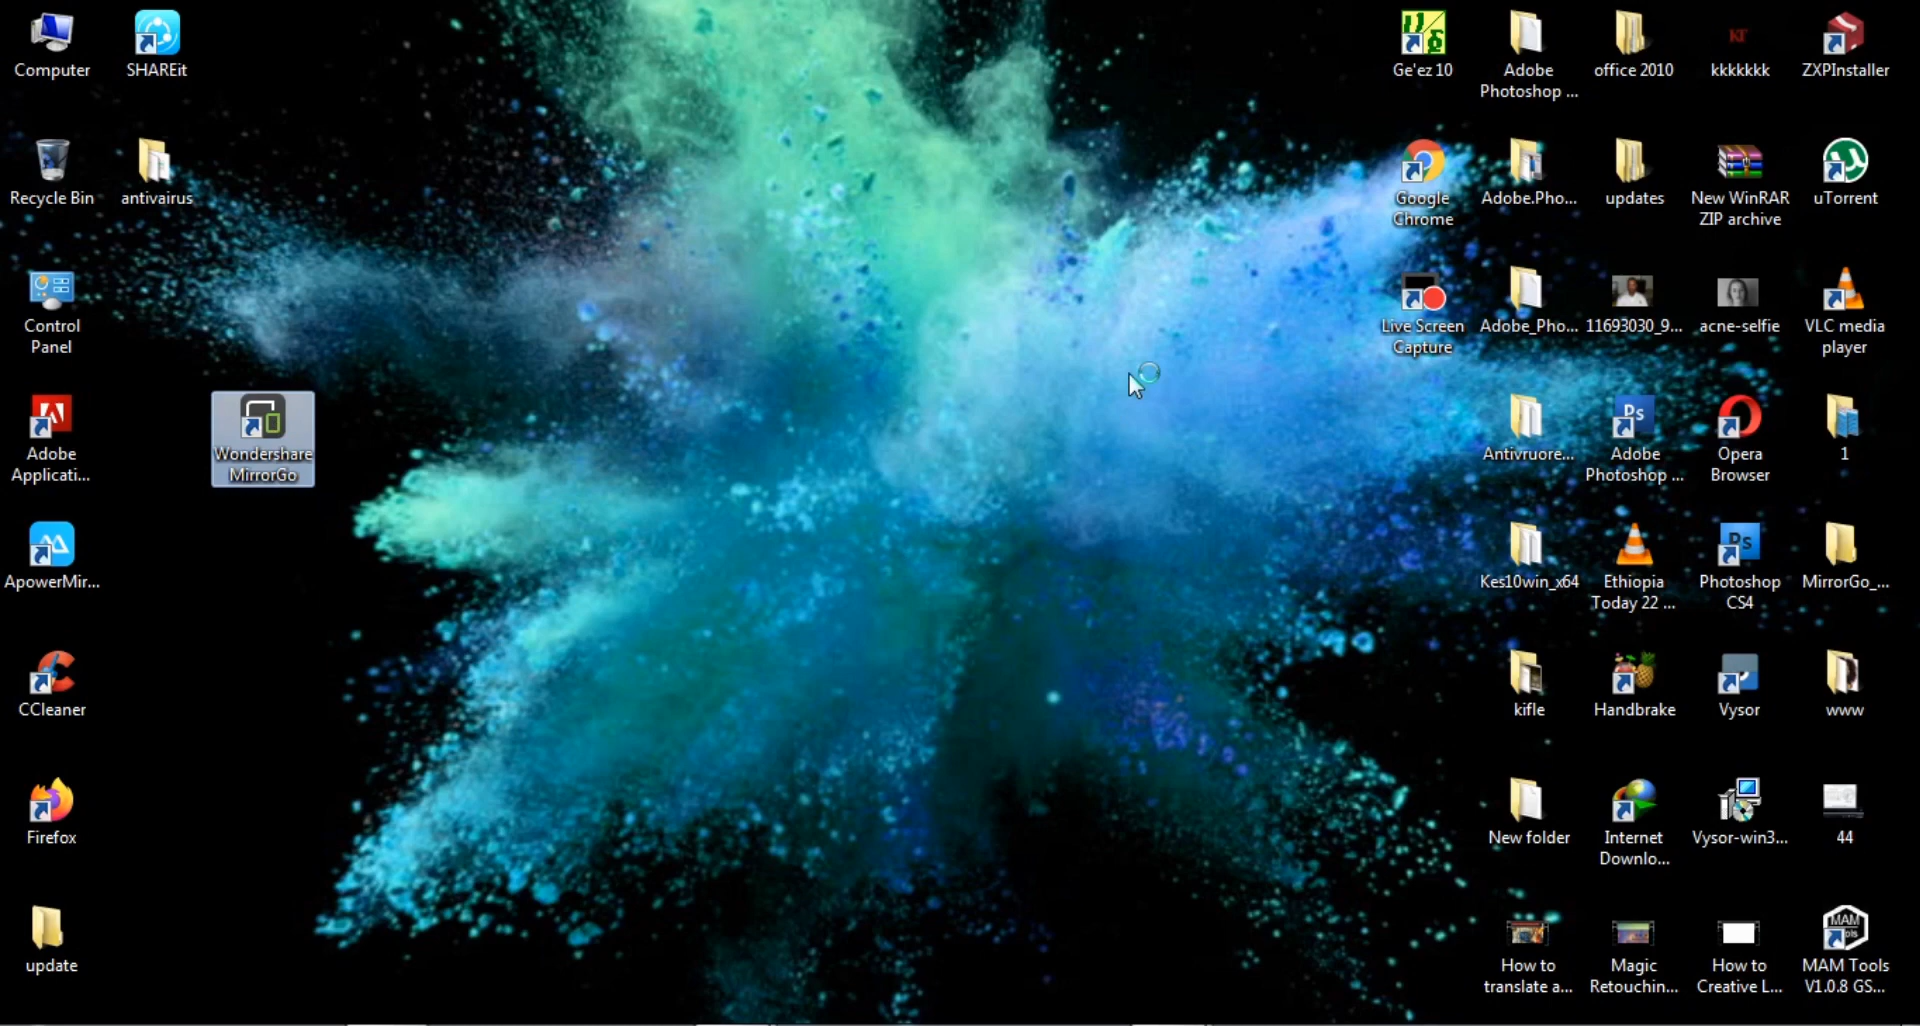 Computer
SHAREit
Recycle Bin
antivairus
Control
Panel
Adobe
Applicati...
Wondershare
MirrorGo
ApowerMir...
CCleaner
Firefox
update
Ge'ez 10
Adobe
Photoshop ...
office 2010
KT
kkkkkkk
ZXPInstaller
Google
Chrome
Adobe.Pho...
updates
New WinRAR
ZIP archive
uTorrent
Live Screen
Capture
Adobe_Pho...
11693030_9...
acne-selfie
VLC media
player
Antivruore...
Ps
Adobe
Photoshop ...
Opera
Browser
1
Kes10win_x64
Ethiopia
Today 22 ...
Ps
Photoshop
CS4
MirrorGo_...
kifle
Handbrake
Vysor
www
New folder
Internet
Downlo...
Vysor-win3...
44
How to
translate a...
Magic
Retouchin...
How to
Creative L...
MAM
MAM Tools
V1.0.8 GS...